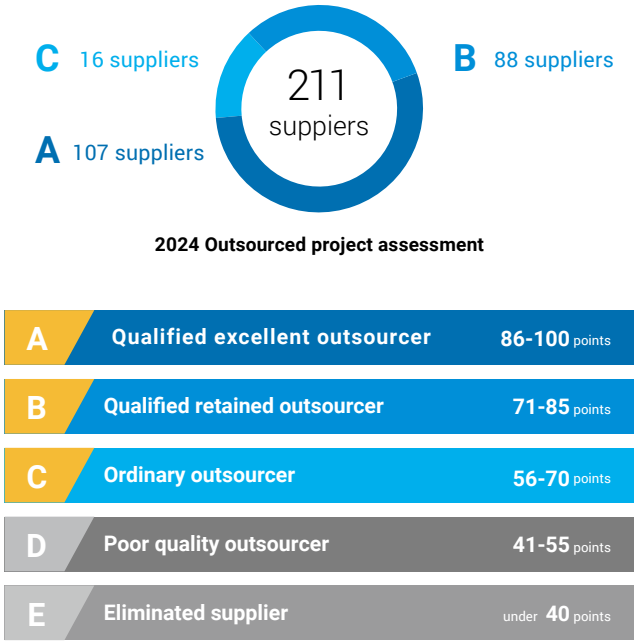 C 16 suppliers
B 88 suppliers
211
suppiers
A 107 suppliers
2024 Outsourced project assessment
A Qualified excellent outsourcer 86-100 points
B Qualified retained outsourcer 71-85 points
C Ordinary outsourcer 56-70 points
D Poor quality outsourcer 41-55 points
E Eliminated supplier under 40 points